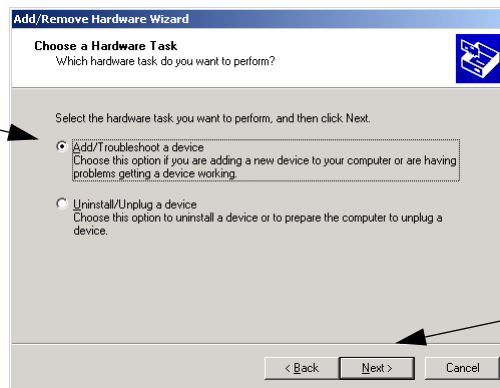 Add/Remove Hardware Wizard
Choose a Hardware Task
Which hardware task do you want to perform?
Select the hardware task you want to perform, and then click Next.
Add/Troubleshoot a device
Choose this option if you are adding a new device to your computer or are having
problems getting a device working.
Uninstall/Unplug a device
Choose this option to uninstall a device or to prepare the computer to unplug a
device.
< Back Next > Cancel